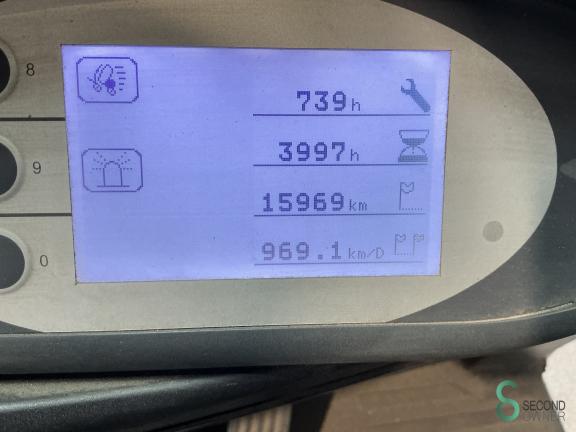 8
739h
9
3997h
15969km
0
969.1km/D
SECOND
OWNER